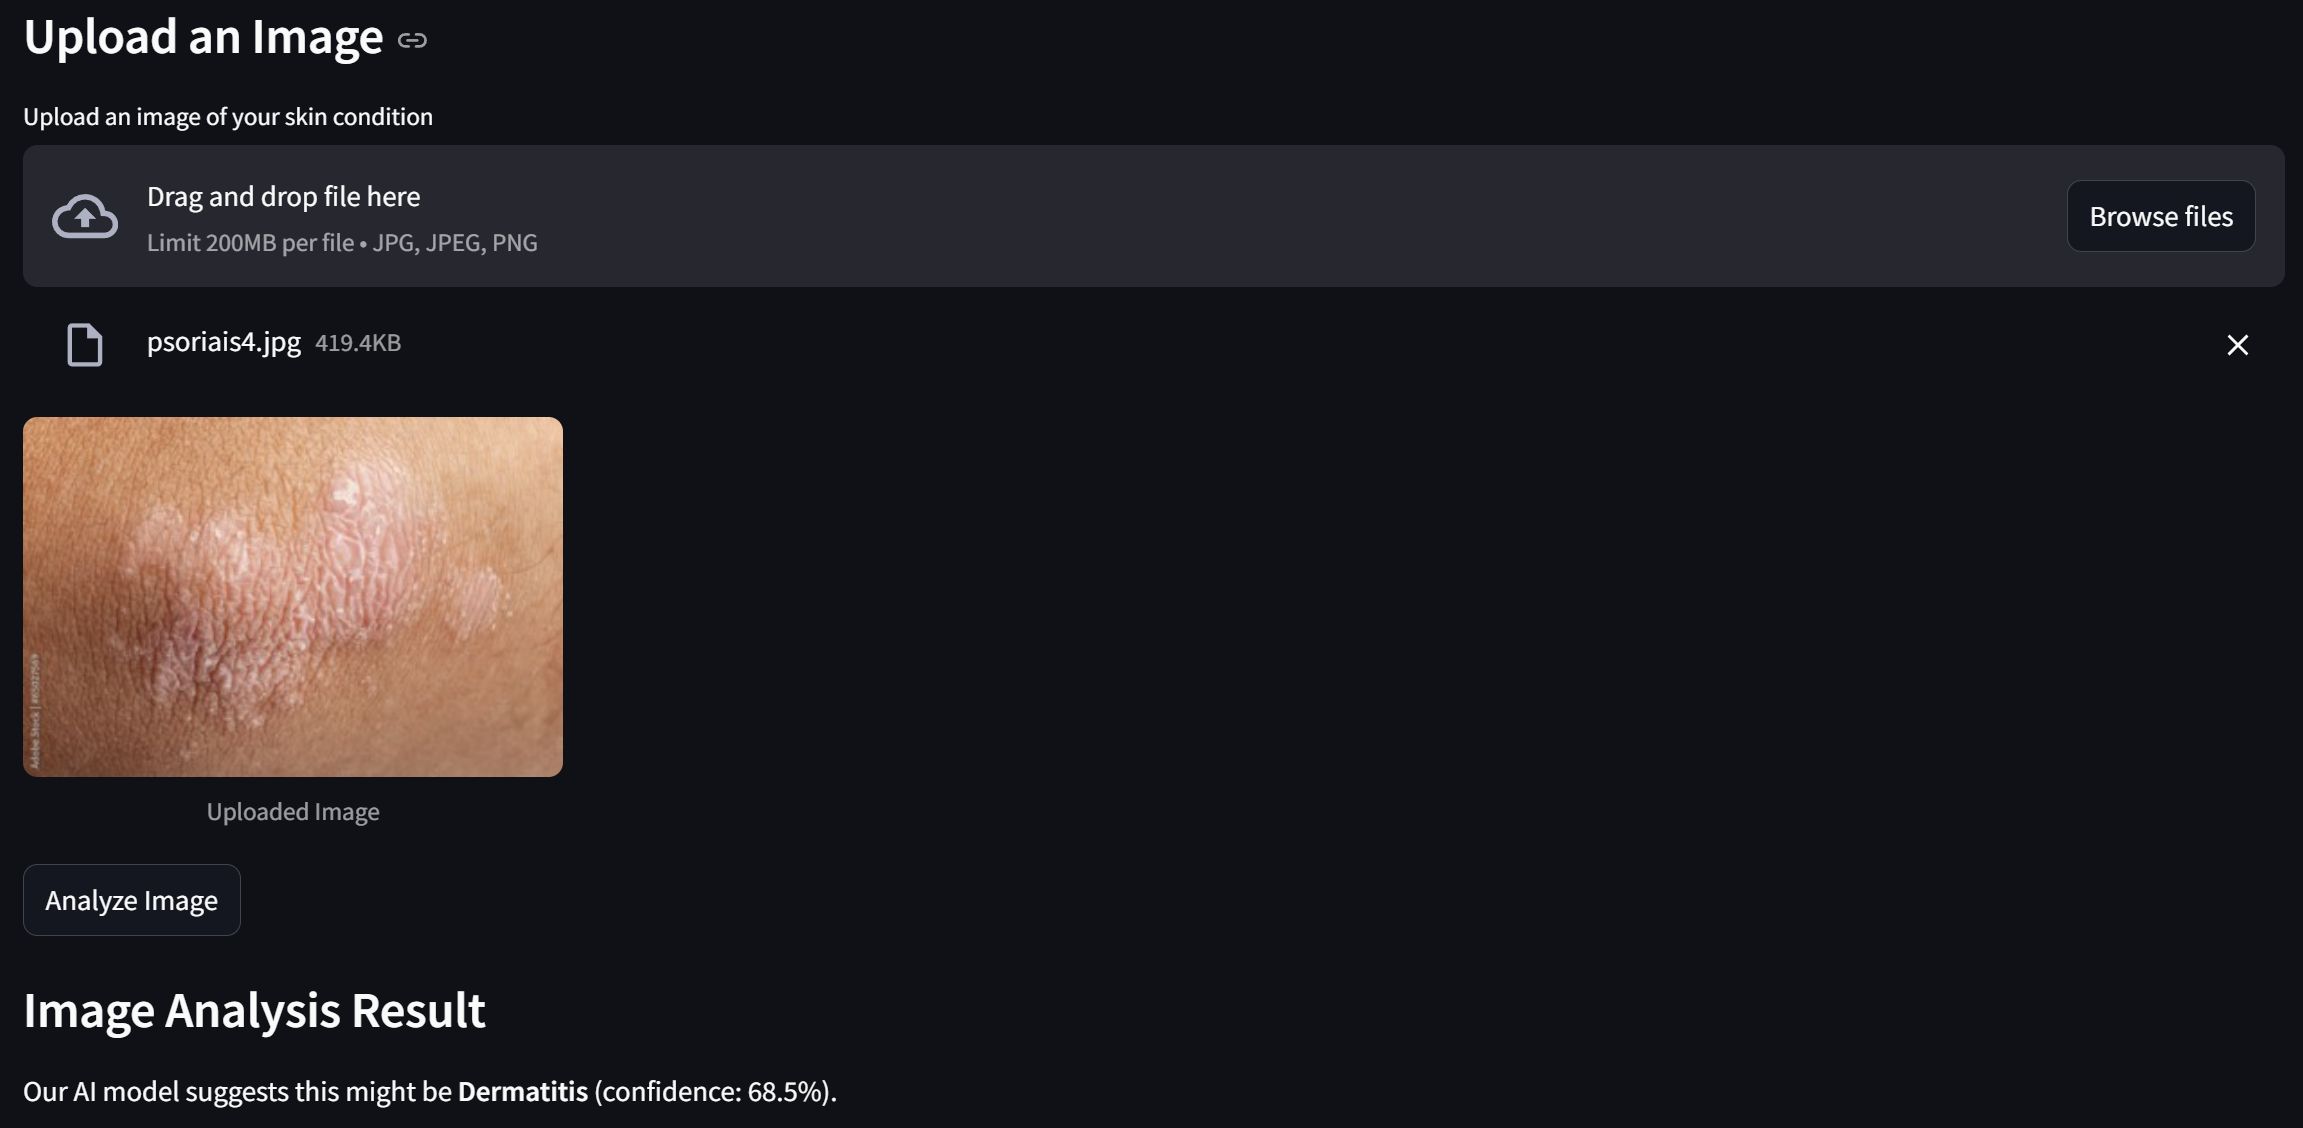 Upload an Image
Upload an image of your skin condition
Drag and drop file here
Limit 200MB per file • JPG, JPEG, PNG
Browse files
psoriais4.jpg 419.4KB
Adobe Stock
Uploaded Image
Analyze Image
Image Analysis Result
Our AI model suggests this might be Dermatitis (confidence: 68.5%).